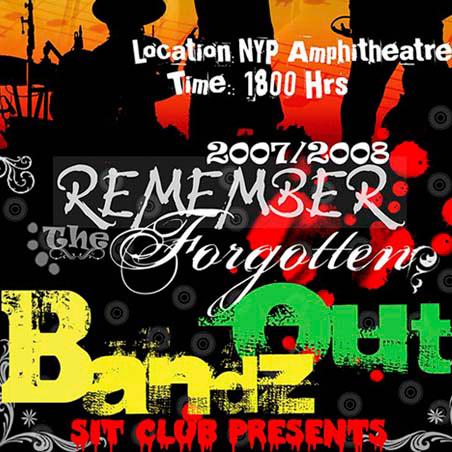 Location NYP Amphitheatre
Time: 1800 Hrs
2007/2008
REMEMBER
The Forgotten
Bandz Out
SIT CLUB PRESENTS